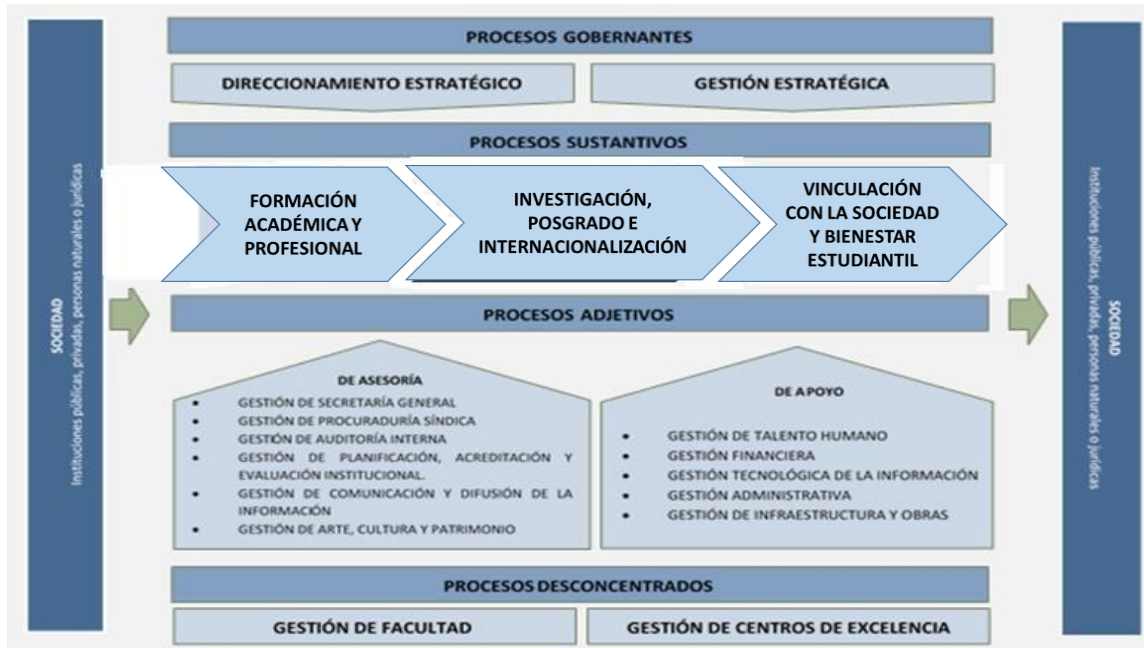 SOCIEDAD
Instituciones públicas, privadas, personas naturales o jurídicas
PROCESOS GOBERNANTES
DIRECCIONAMIENTO ESTRATÉGICO
GESTIÓN ESTRATÉGICA
PROCESOS SUSTANTIVOS
FORMACIÓN
ACADÉMICA Y
PROFESIONAL
INVESTIGACIÓN,
POSGRADO E
INTERNACIONALIZACIÓN
VINCULACIÓN
CON LA SOCIEDAD
Y BIENESTAR
ESTUDIANTIL
PROCESOS ADJETIVOS
DE ASESORÍA
• GESTIÓN DE SECRETARÍA GENERAL
• GESTIÓN DE PROCURADURÍA SÍNDICA
• GESTIÓN DE AUDITORÍA INTERNA
• GESTIÓN DE PLANIFICACIÓN, ACREDITACIÓN Y
EVALUACIÓN INSTITUCIONAL.
• GESTIÓN DE COMUNICACIÓN Y DIFUSIÓN DE LA
INFORMACIÓN
• GESTIÓN DE ARTE, CULTURA Y PATRIMONIO
DE APOYO
• GESTIÓN DE TALENTO HUMANO
• GESTIÓN FINANCIERA
• GESTIÓN TECNOLÓGICA DE LA INFORMACIÓN
• GESTIÓN ADMINISTRATIVA
• GESTIÓN DE INFRAESTRUCTURA Y OBRAS
PROCESOS DESCONCENTRADOS
GESTIÓN DE FACULTAD
GESTIÓN DE CENTROS DE EXCELENCIA
SOCIEDAD
Instituciones públicas, privadas, personas naturales o jurídicas